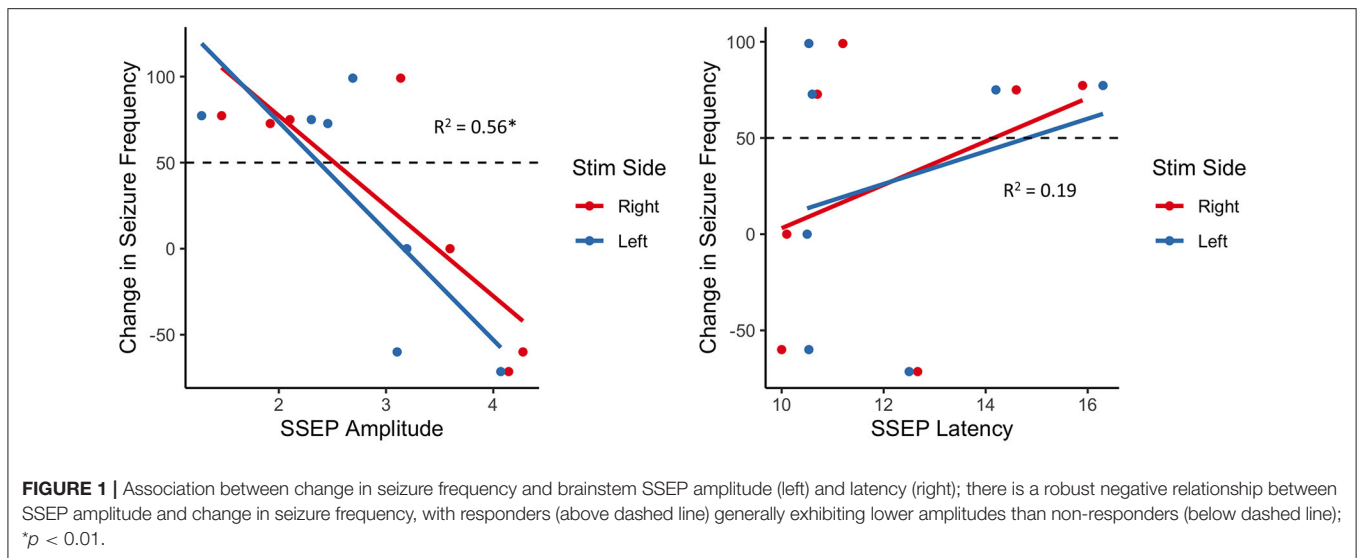 Change in Seizure Frequency
100
50
0
-50
2
3
4
SSEP Amplitude
R² = 0.56*
Stim Side
Right
Left
Change in Seizure Frequency
100
50
0
-50
10
12
14
16
SSEP Latency
R² = 0.19
Stim Side
Right
Left
FIGURE 1 | Association between change in seizure frequency and brainstem SSEP amplitude (left) and latency (right); there is a robust negative relationship between
SSEP amplitude and change in seizure frequency, with responders (above dashed line) generally exhibiting lower amplitudes than non-responders (below dashed line);
*p < 0.01.